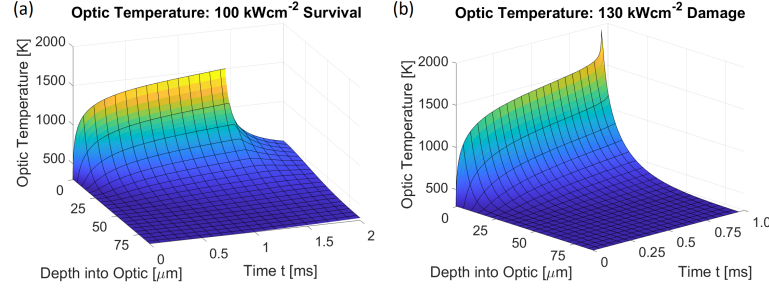 (a)
Optic Temperature: 100 kWcm-2 Survival
Optic Temperature [K]
2000
1500
1000
500
0
25
50
75
Depth into Optic [μm]
0
0.5
1
1.5
2
Time t [ms]
(b)
Optic Temperature: 130 kWcm-2 Damage
Optic Temperature [K]
2000
1500
1000
500
0
25
50
75
Depth into Optic [μm]
0
0.25
0.5
0.75
1.0
Time t [ms]